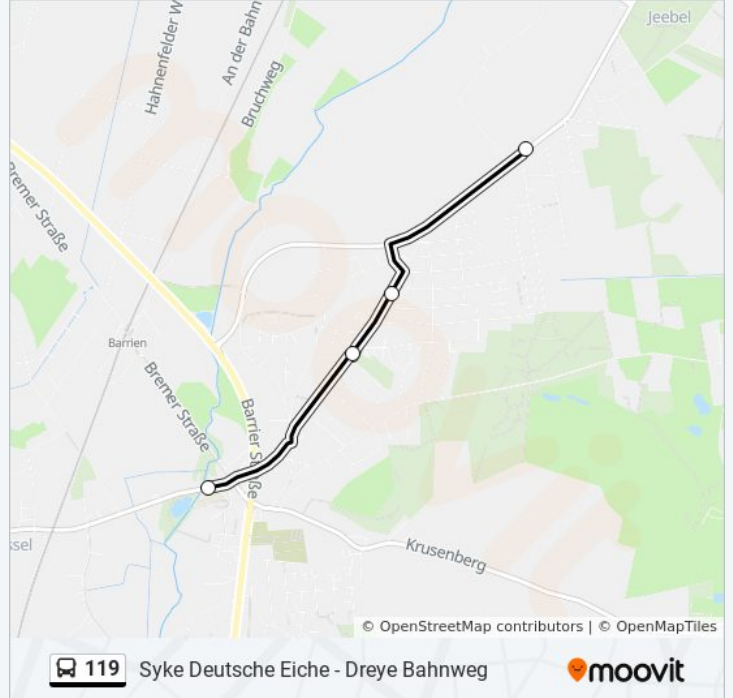 Jeebel
Hahnenfelder W
An der Bahn
Bruchweg
Bremer Straße
Barrien
Bremer Straße
Barrier Straße
ssel
Krusenberg
© OpenStreetMap contributors | © OpenMapTiles
119 Syke Deutsche Eiche - Dreye Bahnweg
moovit